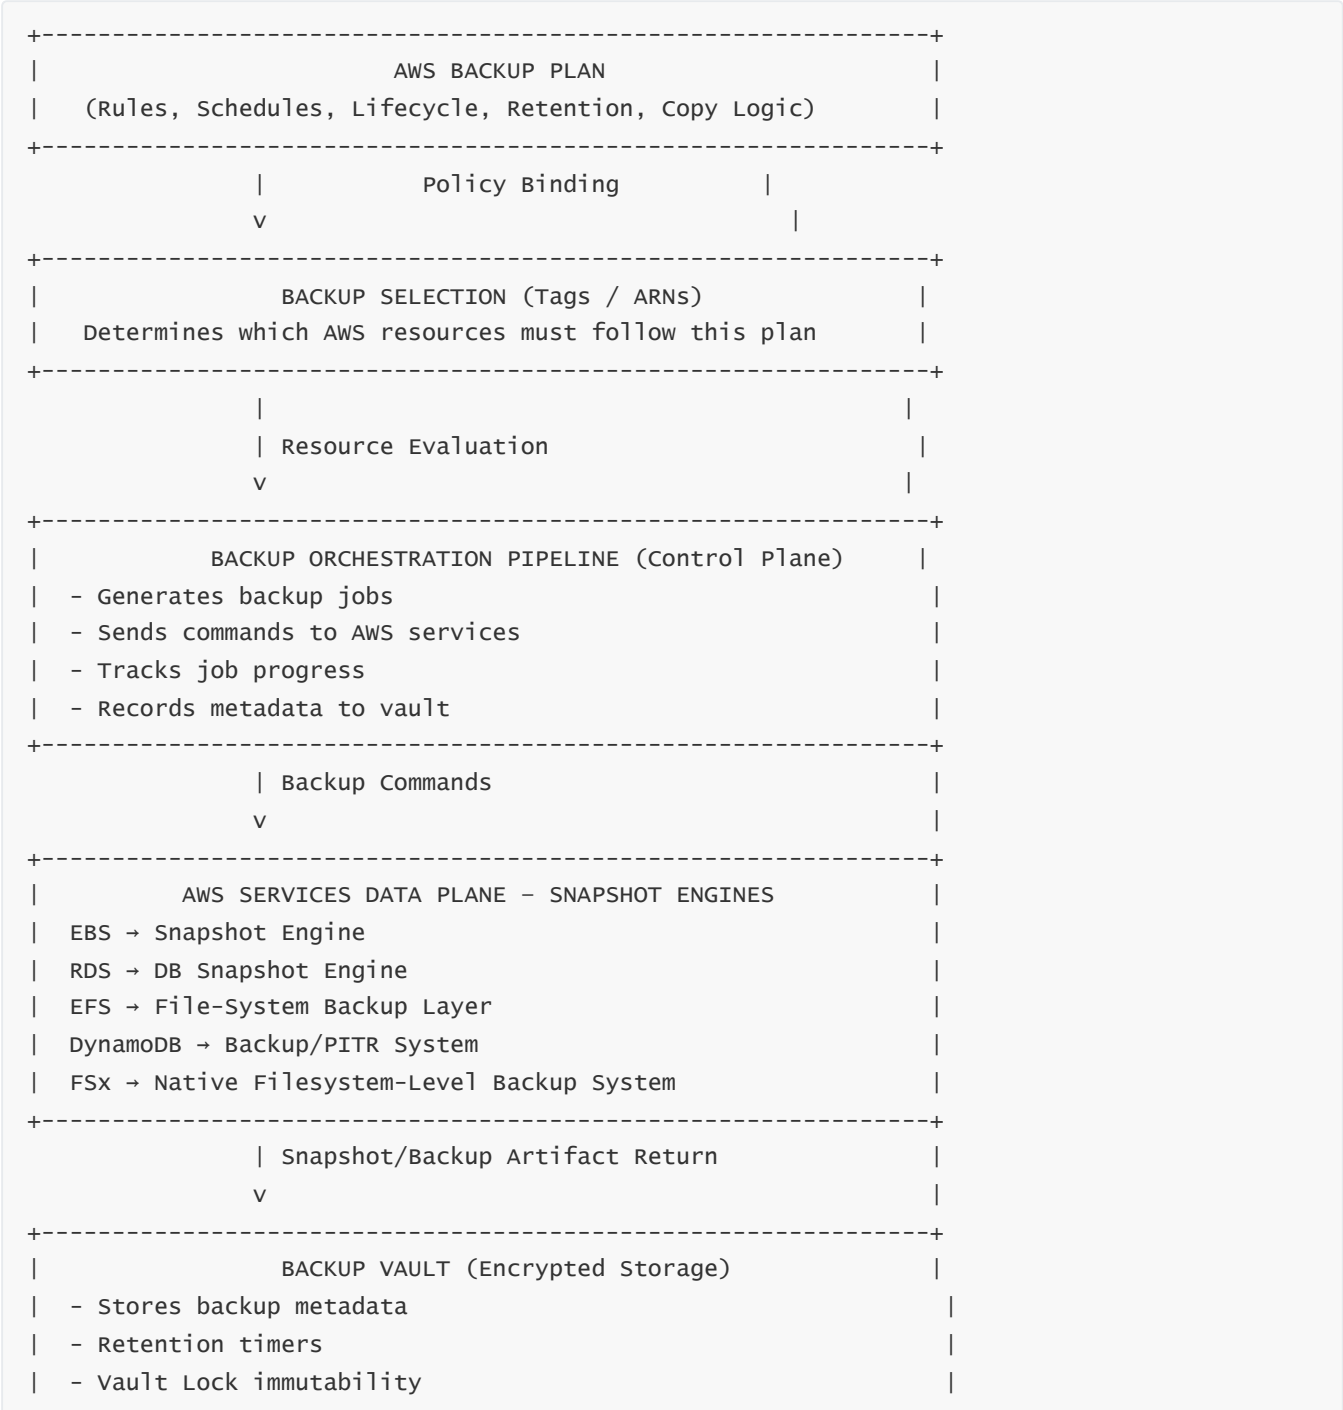 +---------------------------------------------------------------+
|                         AWS BACKUP PLAN                       |
|   (Rules, Schedules, Lifecycle, Retention, Copy Logic)        |
+---------------------------------------------------------------+
                |           Policy Binding          |
                v                                     |
+---------------------------------------------------------------+
|                 BACKUP SELECTION (Tags / ARNs)               |
|   Determines which AWS resources must follow this plan       |
+---------------------------------------------------------------+
                |                                             |
                | Resource Evaluation                          |
                v                                             |
+---------------------------------------------------------------+
|            BACKUP ORCHESTRATION PIPELINE (Control Plane)     |
|  - Generates backup jobs                                      |
|  - Sends commands to AWS services                             |
|  - Tracks job progress                                        |
|  - Records metadata to vault                                  |
+---------------------------------------------------------------+
                | Backup Commands                               |
                v                                               |
+---------------------------------------------------------------+
|          AWS SERVICES DATA PLANE – SNAPSHOT ENGINES           |
|  EBS → Snapshot Engine                                        |
|  RDS → DB Snapshot Engine                                     |
|  EFS → File-System Backup Layer                               |
|  DynamoDB → Backup/PITR System                                |
|  FSx → Native Filesystem-Level Backup System                  |
+---------------------------------------------------------------+
                | Snapshot/Backup Artifact Return               |
                v                                               |
+---------------------------------------------------------------+
|                 BACKUP VAULT (Encrypted Storage)              |
|  - Stores backup metadata                                      |
|  - Retention timers                                            |
|  - Vault Lock immutability                                     |